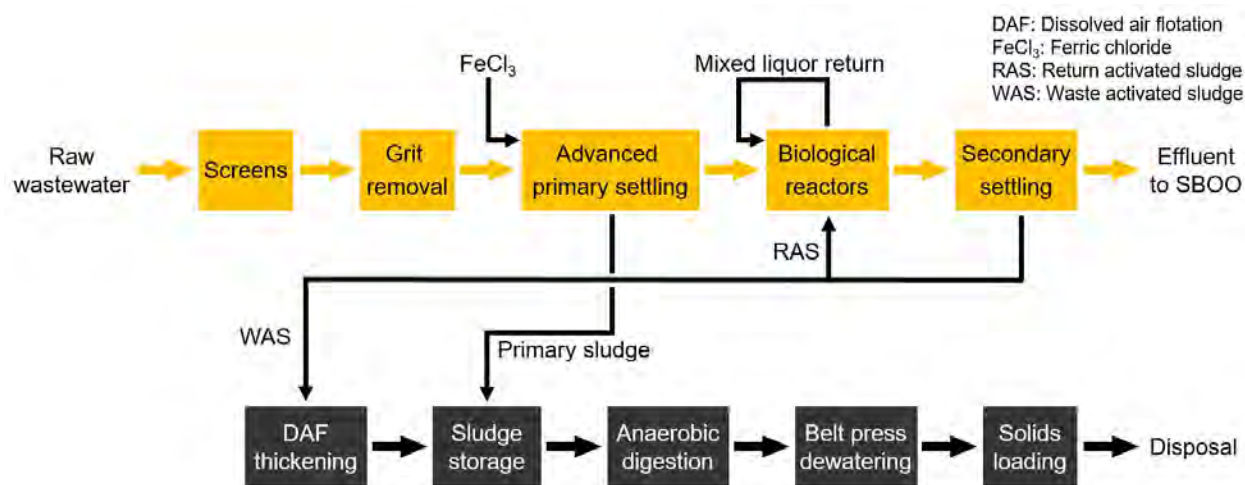 DAF: Dissolved air flotation
FeCl₃: Ferric chloride
RAS: Return activated sludge
WAS: Waste activated sludge
FeCl₃
Mixed liquor return
Raw
wastewater
Screens
Grit
removal
Advanced
primary settling
Biological
reactors
Secondary
settling
Effluent
to SBOO
RAS
WAS
Primary sludge
DAF
thickening
Sludge
storage
Anaerobic
digestion
Belt press
dewatering
Solids
loading
Disposal